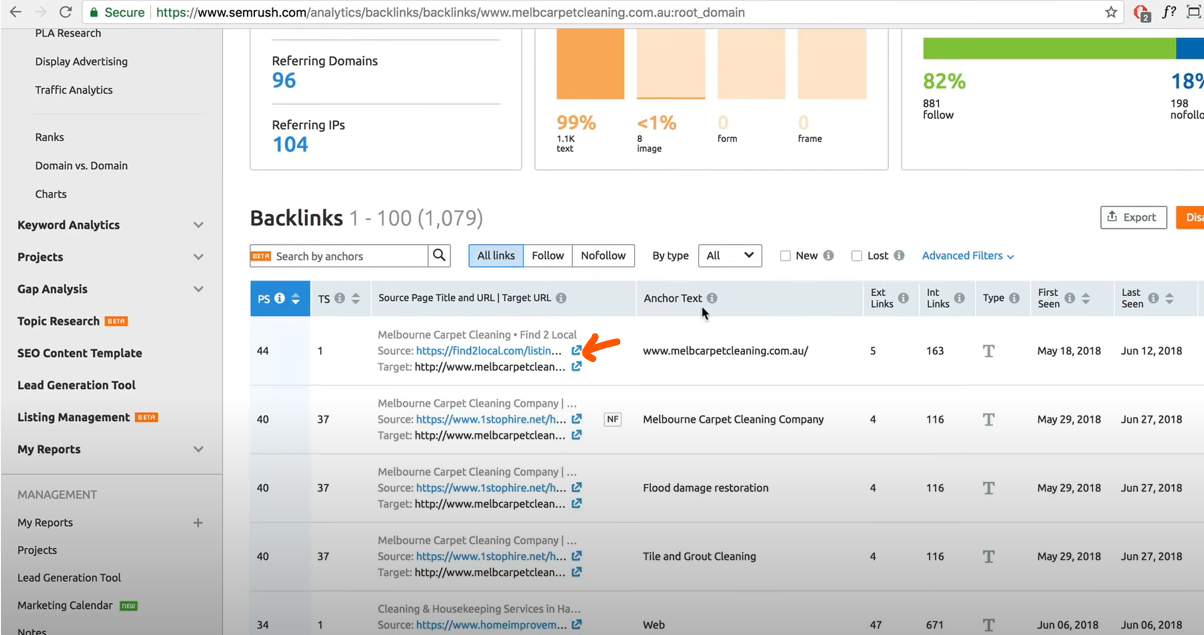 Secure
https://www.semrush.com/analytics/backlinks/backlinks/www.melbcarpetcleaning.com.au:root_domain
2
f?
PLA Research
Display Advertising
Traffic Analytics
Ranks
Domain vs. Domain
Charts
Keyword Analytics
Projects
Gap Analysis
Topic Research BETA
SEO Content Template
Lead Generation Tool
Listing Management BETA
My Reports
MANAGEMENT
My Reports +
Projects
Lead Generation Tool
Marketing Calendar NEW
Notes
Referring Domains
96
Referring IPs
104
99% <1% 0 0
1.1K 8 form frame
text image
82% 18%
881 198
follow nofoll
Backlinks 1 - 100 (1,079)
Export
Disa
BETA Search by anchors
All links Follow Nofollow
By type All
New
Lost
Advanced Filters
PS TS Source Page Title and URL | Target URL Anchor Text Ext Links Int Links Type First Seen Last Seen
Melbourne Carpet Cleaning • Find 2 Local
44 1 Source: https://find2local.com/listin... www.melbcarpetcleaning.com.au/ 5 163 T May 18, 2018 Jun 12, 2018
Target: http://www.melbcarpetclean...
Melbourne Carpet Cleaning Company | ...
40 37 Source: https://www.1stophire.net/h... NF Melbourne Carpet Cleaning Company 4 116 T May 29, 2018 Jun 27, 2018
Target: http://www.melbcarpetclean...
Melbourne Carpet Cleaning Company | ...
40 37 Source: https://www.1stophire.net/h... Flood damage restoration 4 116 T May 29, 2018 Jun 27, 2018
Target: http://www.melbcarpetclean...
Melbourne Carpet Cleaning Company | ...
40 37 Source: https://www.1stophire.net/h... Tile and Grout Cleaning 4 116 T May 29, 2018 Jun 27, 2018
Target: http://www.melbcarpetclean...
Cleaning & Housekeeping Services in Ha...
34 1 Source: https://www.homeimprovem... Web 47 671 T Jun 06, 2018 Jun 06, 2018